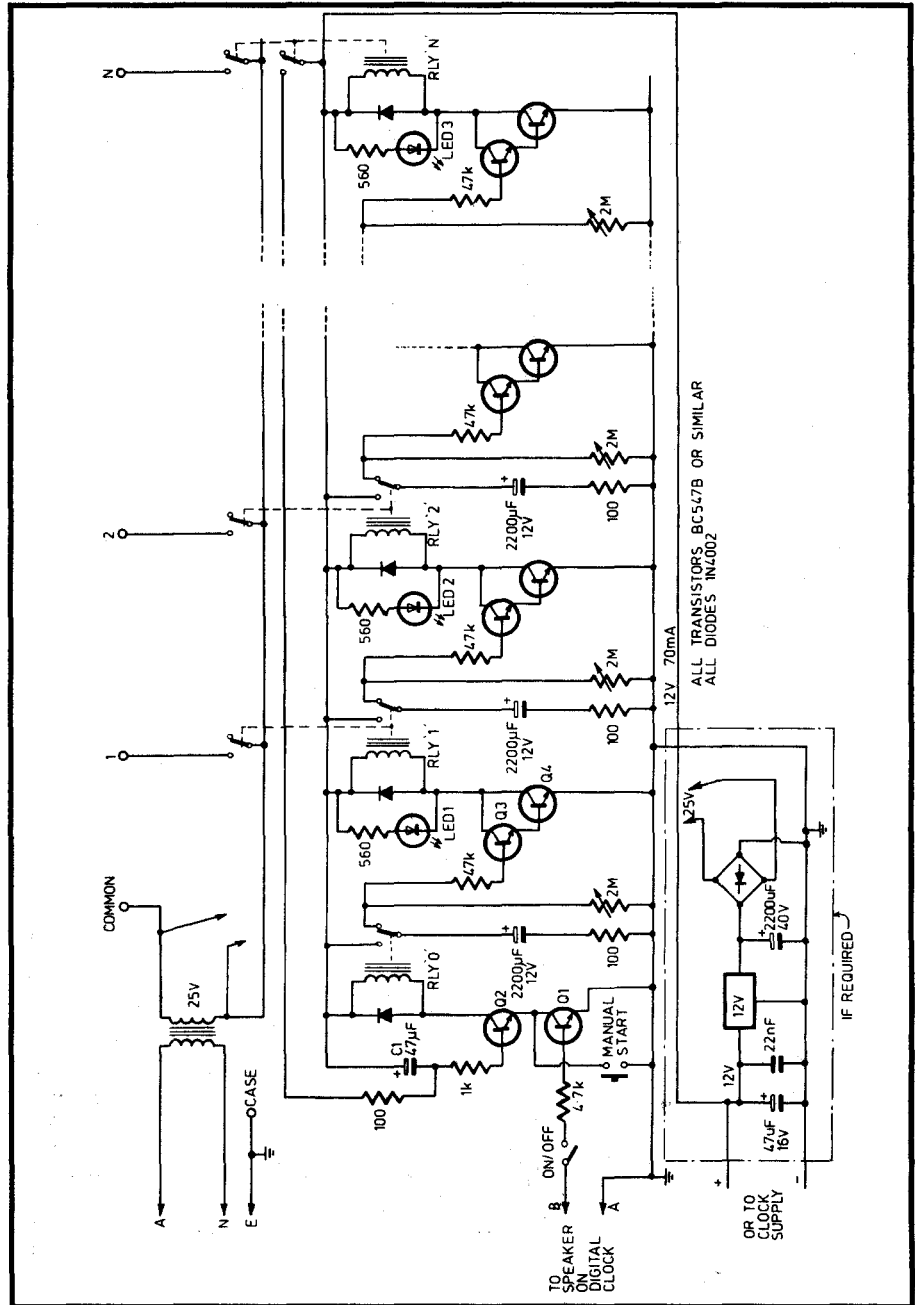 A
N
E
CASE
25V
COMMON
1
2
N
RLY 'N'
560
LED 3
47k
2M
RLY '2'
560
LED 2
47k
2M
2200µF
12V
100
47k
2M
RLY '1'
560
LED1
Q3
Q4
47k
2M
2200µF
12V
100
RLY '0'
C1
47µF
100
1k
Q2
2200µF
12V
100
Q1
MANUAL
START
4·7k
ON/OFF
B
A
TO
SPEAKER
ON
DIGITAL
CLOCK
12V 70mA
ALL TRANSISTORS BC547B OR SIMILAR
ALL DIODES 1N4002
25V
2200uF
40V
12V
22nF
12V
47uF
16V
+
-
OR TO
CLOCK
SUPPLY
IF REQUIRED